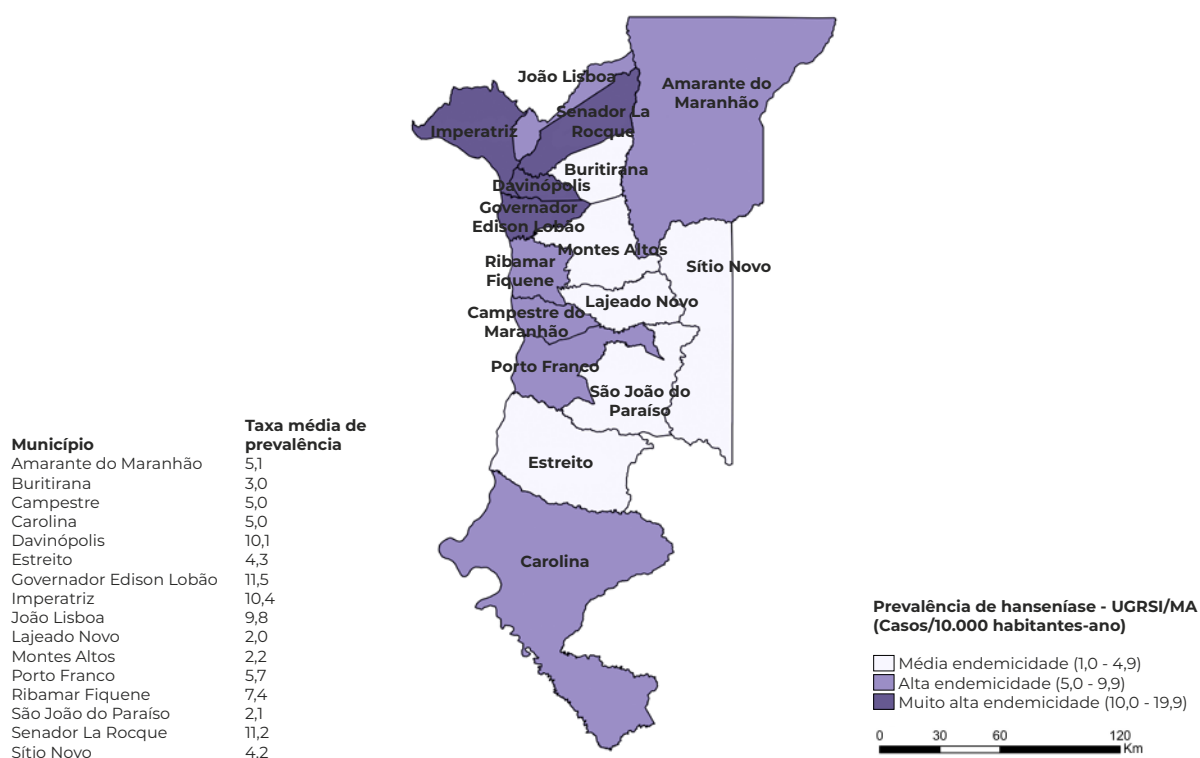 João Lisboa
Amarante do
Maranhão
Senador La
Rocque
Imperatriz
Buritirana
Davinópolis
Governador
Edison Lobão
Montes Altos
Ribamar
Fiquene
Sítio Novo
Lajeado Novo
Campestre do
Maranhão
Porto Franco
São João do
Paraíso
Estreito
Carolina
Município Taxa média de
prevalência
Amarante do Maranhão 5,1
Buritirana 3,0
Campestre 5,0
Carolina 5,0
Davinópolis 10,1
Estreito 4,3
Governador Edison Lobão 11,5
Imperatriz 10,4
João Lisboa 9,8
Lajeado Novo 2,0
Montes Altos 2,2
Porto Franco 5,7
Ribamar Fiquene 7,4
São João do Paraíso 2,1
Senador La Rocque 11,2
Sítio Novo 4.2
Prevalência de hanseníase - UGRSI/MA
(Casos/10.000 habitantes-ano)
Média endemicidade (1,0 - 4,9)
Alta endemicidade (5,0 - 9,9)
Muito alta endemicidade (10,0 - 19,9)
0 30 60 120
Km